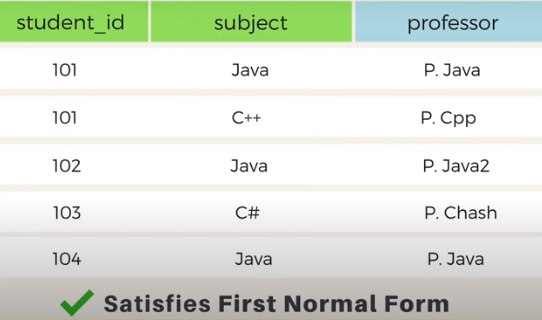 student_id subject professor
101 Java P. Java
101 C++ P. Cpp
102 Java P. Java2
103 C# P. Chash
104 Java P. Java
Satisfies First Normal Form